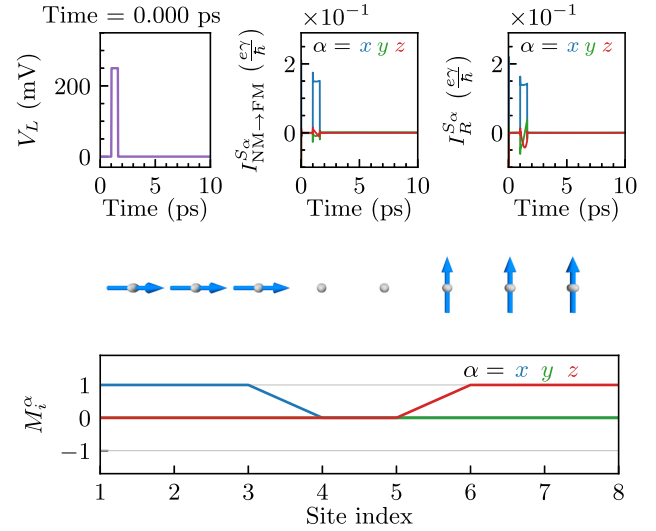 Time = 0.000 ps
×10⁻¹
×10⁻¹
V_L (mV)
200
0
0
5
10
Time (ps)
I^{S_α}_{NM→FM} (eγ/ħ)
α = x y z
2
0
0
5
10
Time (ps)
I^{S_α}_R (eγ/ħ)
α = x y z
2
0
0
5
10
Time (ps)
M_i^α
α = x y z
1
0
−1
1
2
3
4
5
6
7
8
Site index